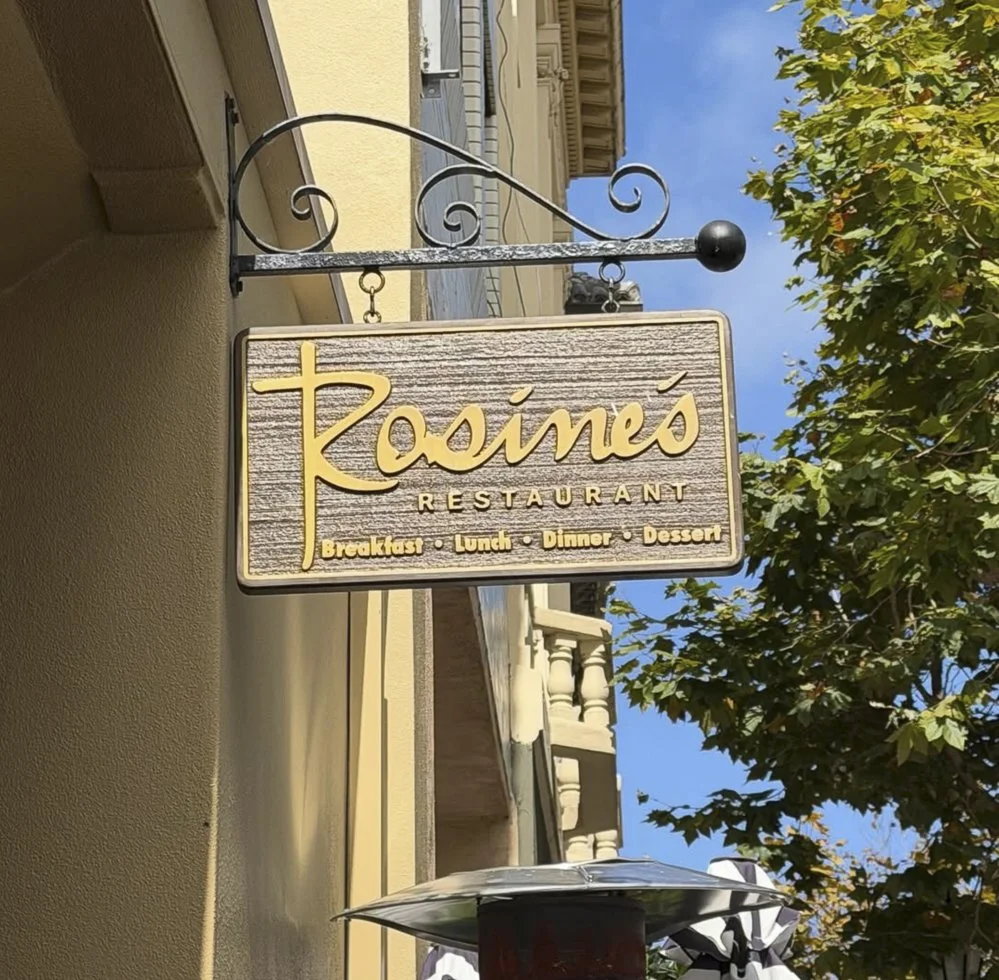 Rosine's
RESTAURANT
Breakfast • Lunch • Dinner • Dessert